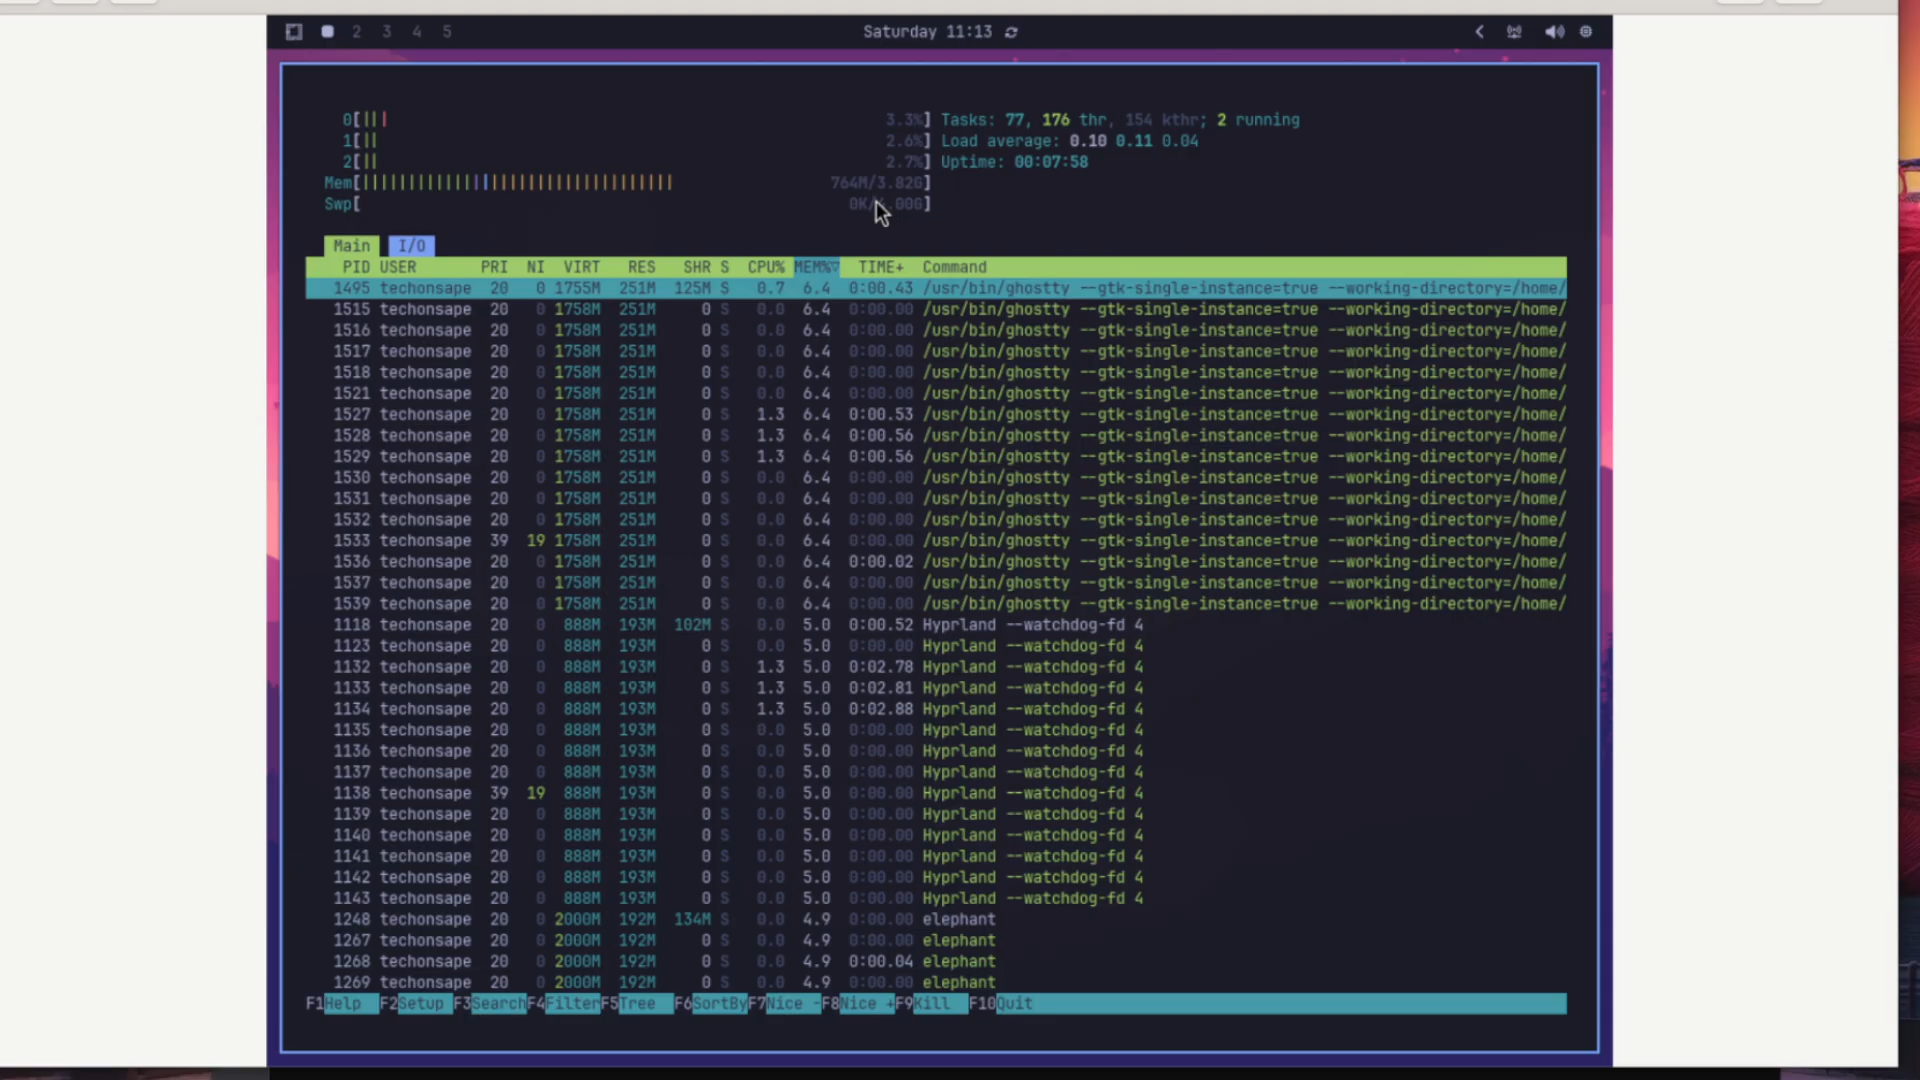 2 3 4 5
Saturday 11:13
0[||| 3.3%] Tasks: 77, 176 thr, 154 kthr; 2 running
1[|| 2.6%] Load average: 0.10 0.11 0.04
2[|| 2.7%] Uptime: 00:07:58
Mem[|||||||||||||||||||||||||||||||||| 764M/3.82G]
Swp[ 0K/ .00G]
Main I/O
PID USER PRI NI VIRT RES SHR S CPU% MEM%▽ TIME+ Command
1495 techonsape 20 0 1755M 251M 125M S 0.7 6.4 0:00.43 /usr/bin/ghostty --gtk-single-instance=true --working-directory=/home/
1515 techonsape 20 0 1758M 251M 0 S 0.0 6.4 0:00.00 /usr/bin/ghostty --gtk-single-instance=true --working-directory=/home/
1516 techonsape 20 0 1758M 251M 0 S 0.0 6.4 0:00.00 /usr/bin/ghostty --gtk-single-instance=true --working-directory=/home/
1517 techonsape 20 0 1758M 251M 0 S 0.0 6.4 0:00.00 /usr/bin/ghostty --gtk-single-instance=true --working-directory=/home/
1518 techonsape 20 0 1758M 251M 0 S 0.0 6.4 0:00.00 /usr/bin/ghostty --gtk-single-instance=true --working-directory=/home/
1521 techonsape 20 0 1758M 251M 0 S 0.0 6.4 0:00.00 /usr/bin/ghostty --gtk-single-instance=true --working-directory=/home/
1527 techonsape 20 0 1758M 251M 0 S 1.3 6.4 0:00.53 /usr/bin/ghostty --gtk-single-instance=true --working-directory=/home/
1528 techonsape 20 0 1758M 251M 0 S 1.3 6.4 0:00.56 /usr/bin/ghostty --gtk-single-instance=true --working-directory=/home/
1529 techonsape 20 0 1758M 251M 0 S 1.3 6.4 0:00.56 /usr/bin/ghostty --gtk-single-instance=true --working-directory=/home/
1530 techonsape 20 0 1758M 251M 0 S 0.0 6.4 0:00.00 /usr/bin/ghostty --gtk-single-instance=true --working-directory=/home/
1531 techonsape 20 0 1758M 251M 0 S 0.0 6.4 0:00.00 /usr/bin/ghostty --gtk-single-instance=true --working-directory=/home/
1532 techonsape 20 0 1758M 251M 0 S 0.0 6.4 0:00.00 /usr/bin/ghostty --gtk-single-instance=true --working-directory=/home/
1533 techonsape 39 19 1758M 251M 0 S 0.0 6.4 0:00.00 /usr/bin/ghostty --gtk-single-instance=true --working-directory=/home/
1536 techonsape 20 0 1758M 251M 0 S 0.0 6.4 0:00.02 /usr/bin/ghostty --gtk-single-instance=true --working-directory=/home/
1537 techonsape 20 0 1758M 251M 0 S 0.0 6.4 0:00.00 /usr/bin/ghostty --gtk-single-instance=true --working-directory=/home/
1539 techonsape 20 0 1758M 251M 0 S 0.0 6.4 0:00.00 /usr/bin/ghostty --gtk-single-instance=true --working-directory=/home/
1118 techonsape 20 0 888M 193M 102M S 0.0 5.0 0:00.52 Hyprland --watchdog-fd 4
1123 techonsape 20 0 888M 193M 0 S 0.0 5.0 0:00.00 Hyprland --watchdog-fd 4
1132 techonsape 20 0 888M 193M 0 S 1.3 5.0 0:02.78 Hyprland --watchdog-fd 4
1133 techonsape 20 0 888M 193M 0 S 1.3 5.0 0:02.81 Hyprland --watchdog-fd 4
1134 techonsape 20 0 888M 193M 0 S 1.3 5.0 0:02.88 Hyprland --watchdog-fd 4
1135 techonsape 20 0 888M 193M 0 S 0.0 5.0 0:00.00 Hyprland --watchdog-fd 4
1136 techonsape 20 0 888M 193M 0 S 0.0 5.0 0:00.00 Hyprland --watchdog-fd 4
1137 techonsape 20 0 888M 193M 0 S 0.0 5.0 0:00.00 Hyprland --watchdog-fd 4
1138 techonsape 39 19 888M 193M 0 S 0.0 5.0 0:00.00 Hyprland --watchdog-fd 4
1139 techonsape 20 0 888M 193M 0 S 0.0 5.0 0:00.00 Hyprland --watchdog-fd 4
1140 techonsape 20 0 888M 193M 0 S 0.0 5.0 0:00.00 Hyprland --watchdog-fd 4
1141 techonsape 20 0 888M 193M 0 S 0.0 5.0 0:00.00 Hyprland --watchdog-fd 4
1142 techonsape 20 0 888M 193M 0 S 0.0 5.0 0:00.00 Hyprland --watchdog-fd 4
1143 techonsape 20 0 888M 193M 0 S 0.0 5.0 0:00.00 Hyprland --watchdog-fd 4
1248 techonsape 20 0 2000M 192M 134M S 0.0 4.9 0:00.00 elephant
1267 techonsape 20 0 2000M 192M 0 S 0.0 4.9 0:00.00 elephant
1268 techonsape 20 0 2000M 192M 0 S 0.0 4.9 0:00.04 elephant
1269 techonsape 20 0 2000M 192M 0 S 0.0 4.9 0:00.00 elephant
F1Help F2Setup F3SearchF4FilterF5Tree F6SortByF7Nice -F8Nice +F9Kill F10Quit